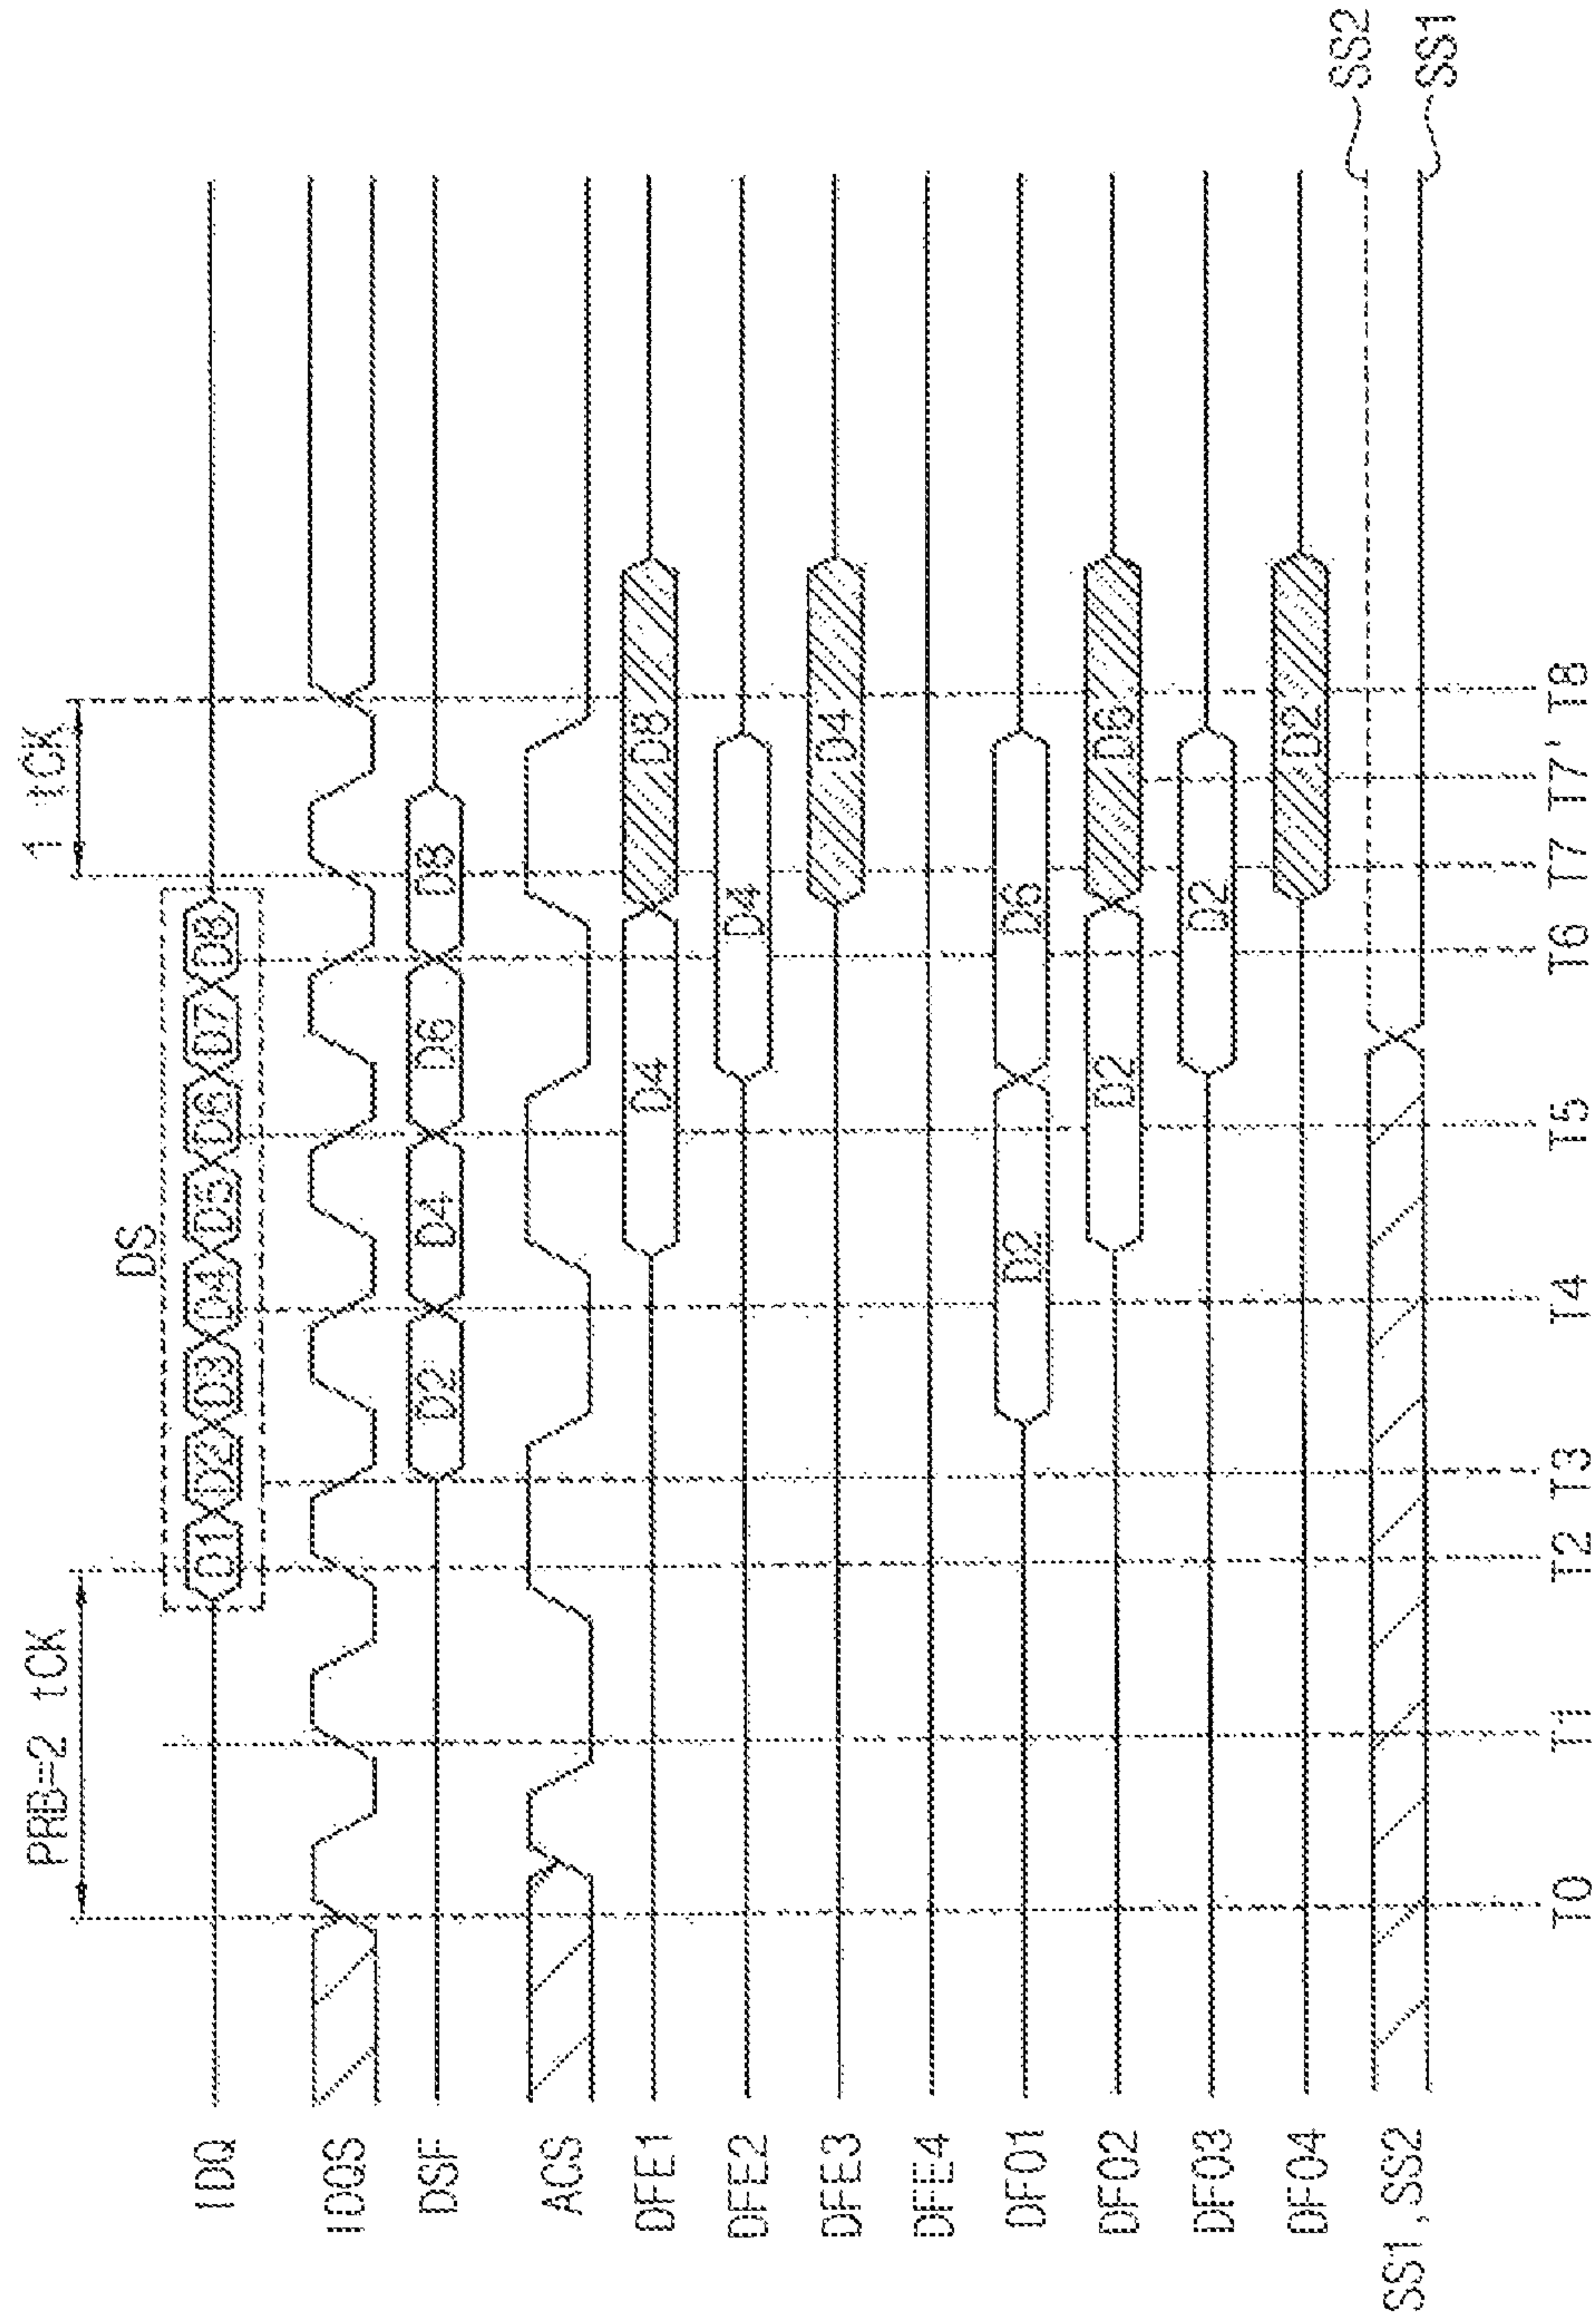 PRB=2 tCK 1 tCK
DS
IDQ D1 D2 D3 D4 D5 D6 D7 D8
IDQS
DSF D2 D4 D6 D8
ACS
DFE1 D4 D8
DFE2 D4
DFE3 D4
DFE4
DFO1 D2 D6
DFO2 D2 D6
DFO3 D2
DFO4 D2
SS2
SS1,SS2
SS1
T0 T1 T2 T3 T4 T5 T6 T7 T7' T8